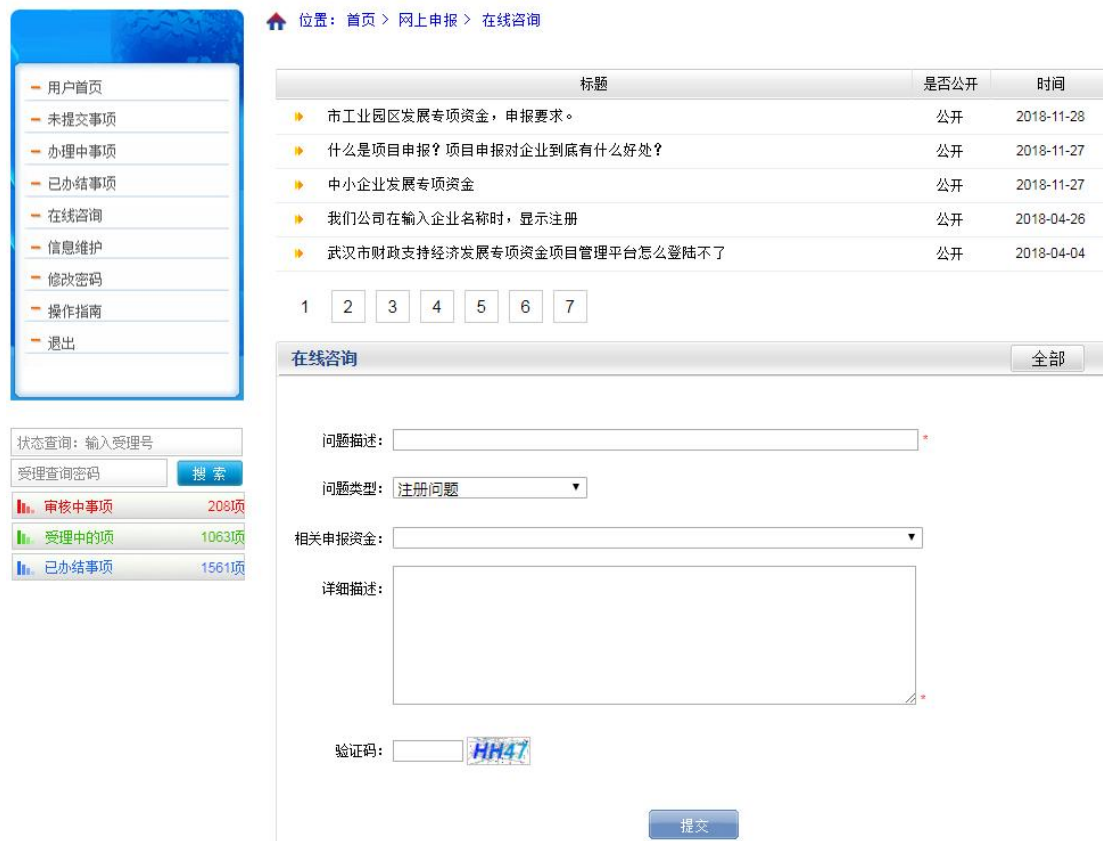 位置：首页 > 网上申报 > 在线咨询
用户首页
未提交事项
办理中事项
已办结事项
在线咨询
信息维护
修改密码
操作指南
退出
状态查询：输入受理号
受理查询密码 搜 索
审核中事项 208项
受理中的项 1063项
已办结事项 1561项
标题 是否公开 时间
市工业园区发展专项资金，申报要求。 公开 2018-11-28
什么是项目申报？项目申报对企业到底有什么好处？ 公开 2018-11-27
中小企业发展专项资金 公开 2018-11-27
我们公司在输入企业名称时，显示注册 公开 2018-04-26
武汉市财政支持经济发展专项资金项目管理平台怎么登陆不了 公开 2018-04-04
1 2 3 4 5 6 7
在线咨询 全部
问题描述： *
问题类型： 注册问题
相关申报资金：
详细描述： *
验证码： HH47
提交